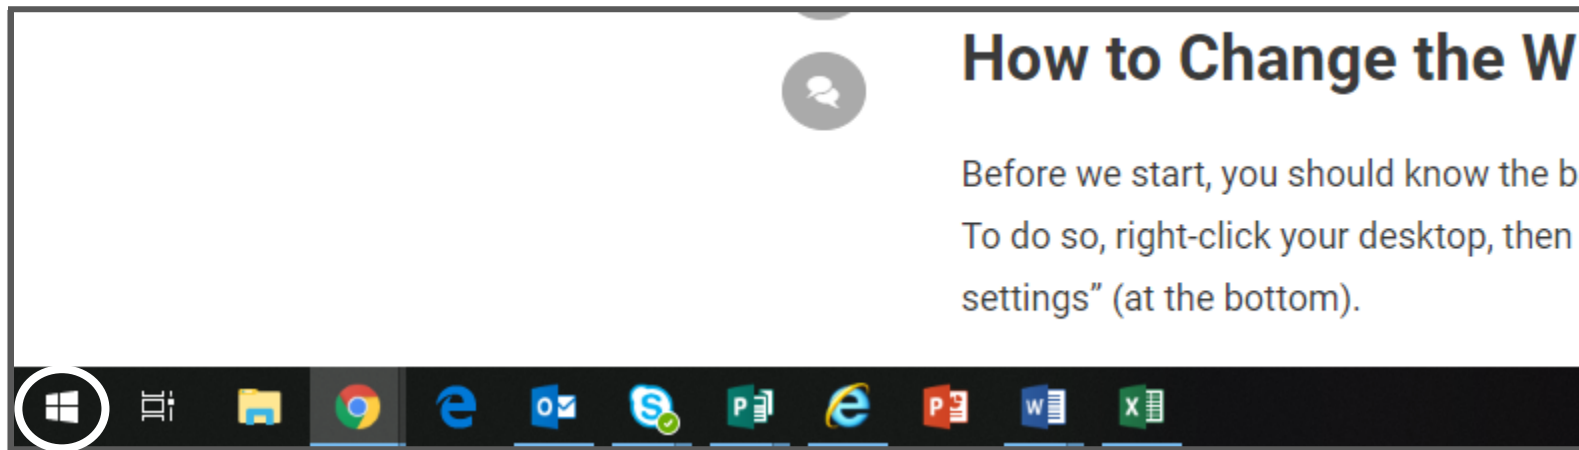 How to Change the W
Before we start, you should know the b
To do so, right-click your desktop, then
settings” (at the bottom).